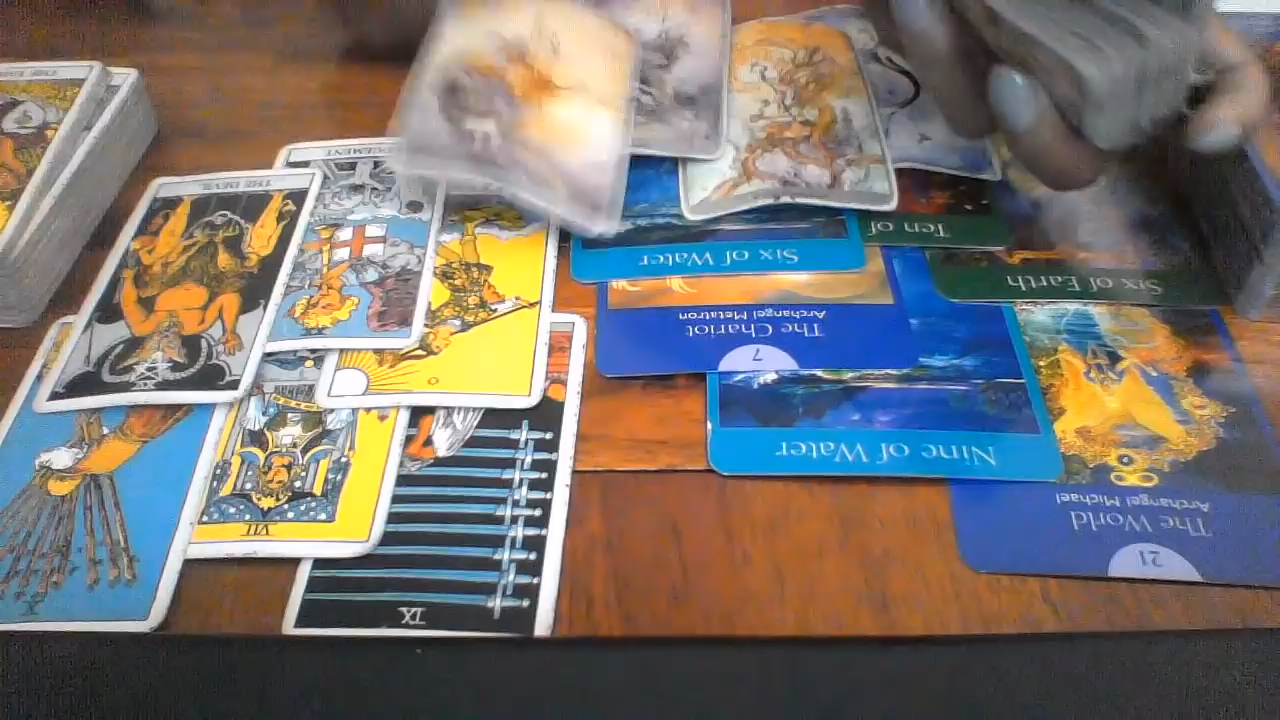 THE DEVIL
XV
JUDGEMENT
X
VII
IX
Six of Water
The Chariot
Archangel Metatron
7
Nine of Water
Ten of
Six of Earth
The World
Archangel Michael
21